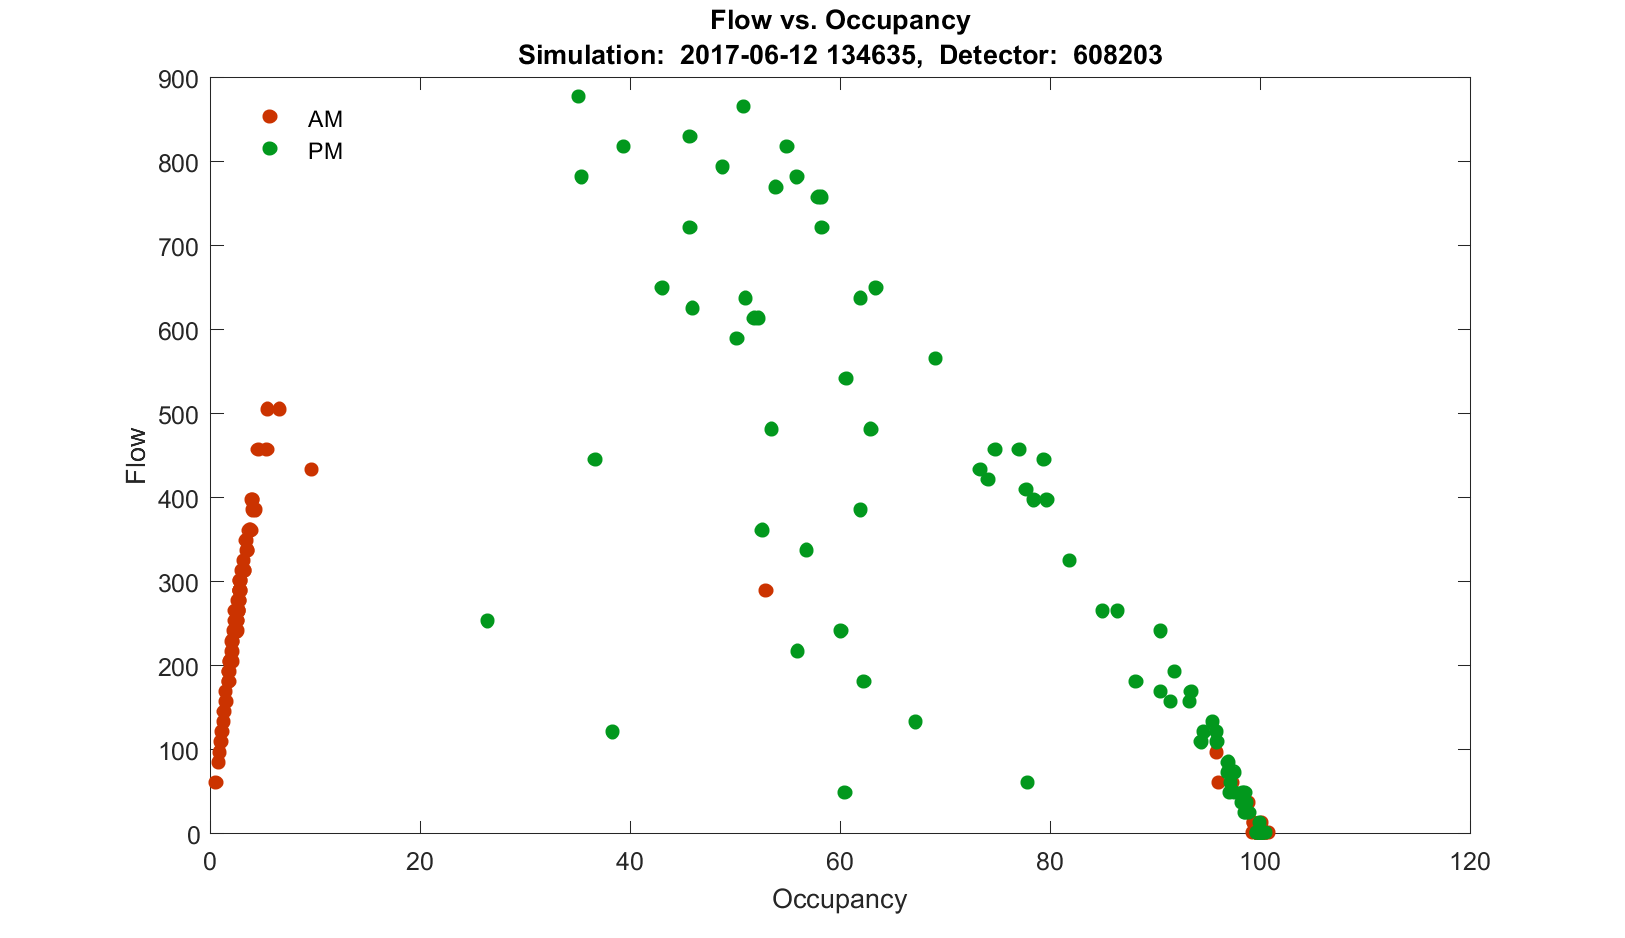 Flow vs. Occupancy
Simulation:  2017-06-12 134635,  Detector:  608203
900
800
700
600
500
400
300
200
100
0
AM
PM
Flow
0 20 40 60 80 100 120
Occupancy